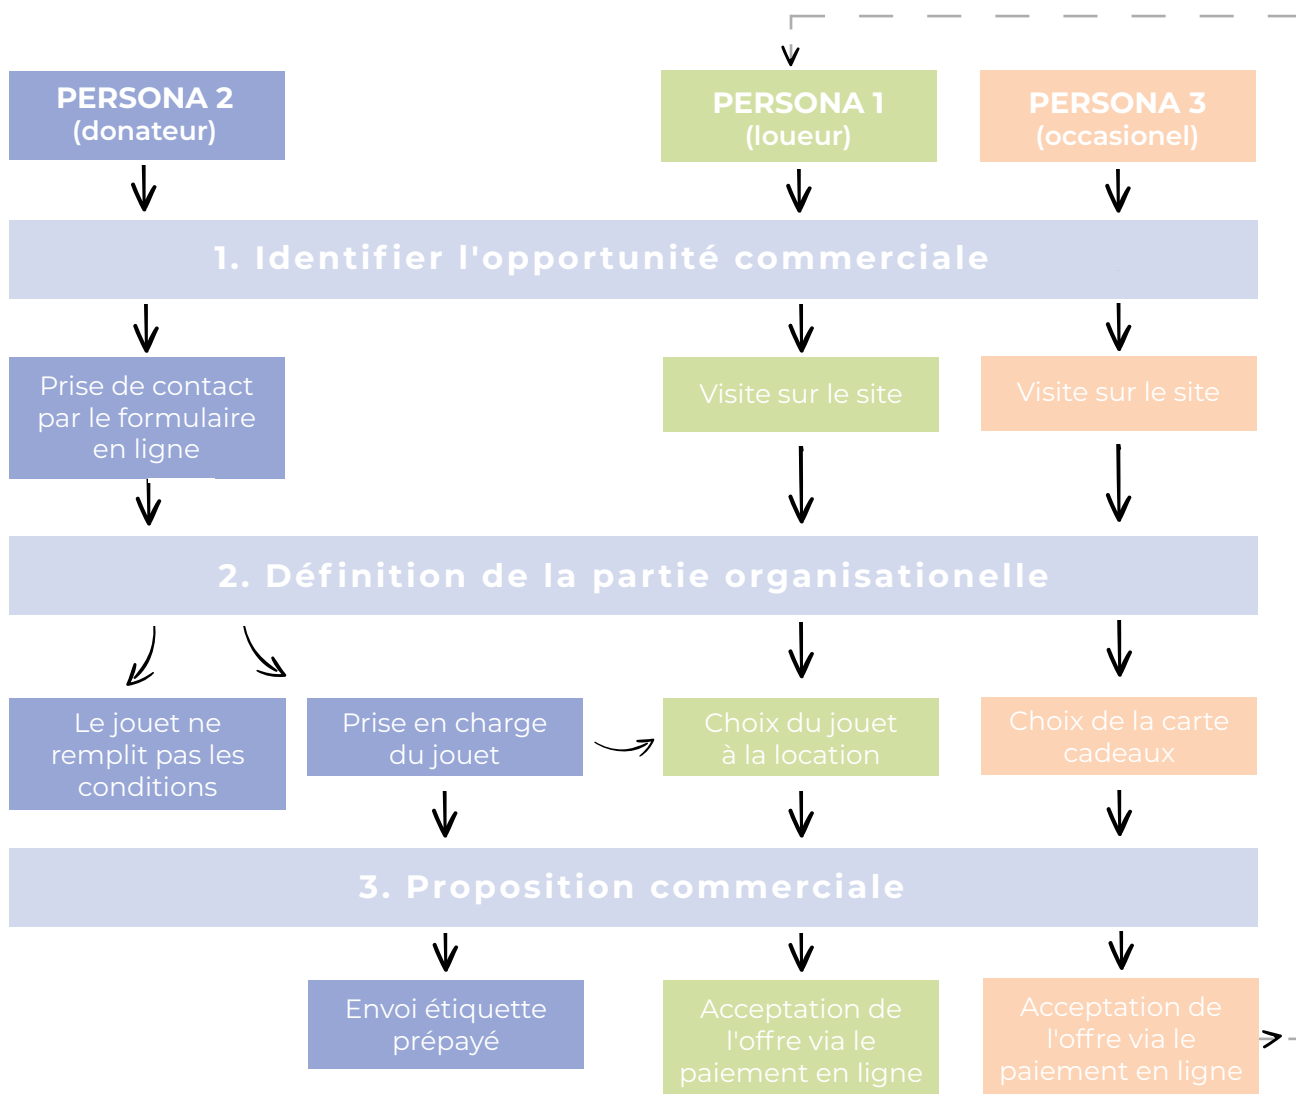 PERSONA 2
(donateur)
PERSONA 1
(loueur)
PERSONA 3
(occasionel)
1. Identifier l'opportunité commerciale
Prise de contact
par le formulaire
en ligne
Visite sur le site
Visite sur le site
2. Définition de la partie organisationelle
Le jouet ne
remplit pas les
conditions
Prise en charge
du jouet
Choix du jouet
à la location
Choix de la carte
cadeaux
3. Proposition commerciale
Envoi étiquette
prépayé
Acceptation de
l'offre via le
paiement en ligne
Acceptation de
l'offre via le
paiement en ligne